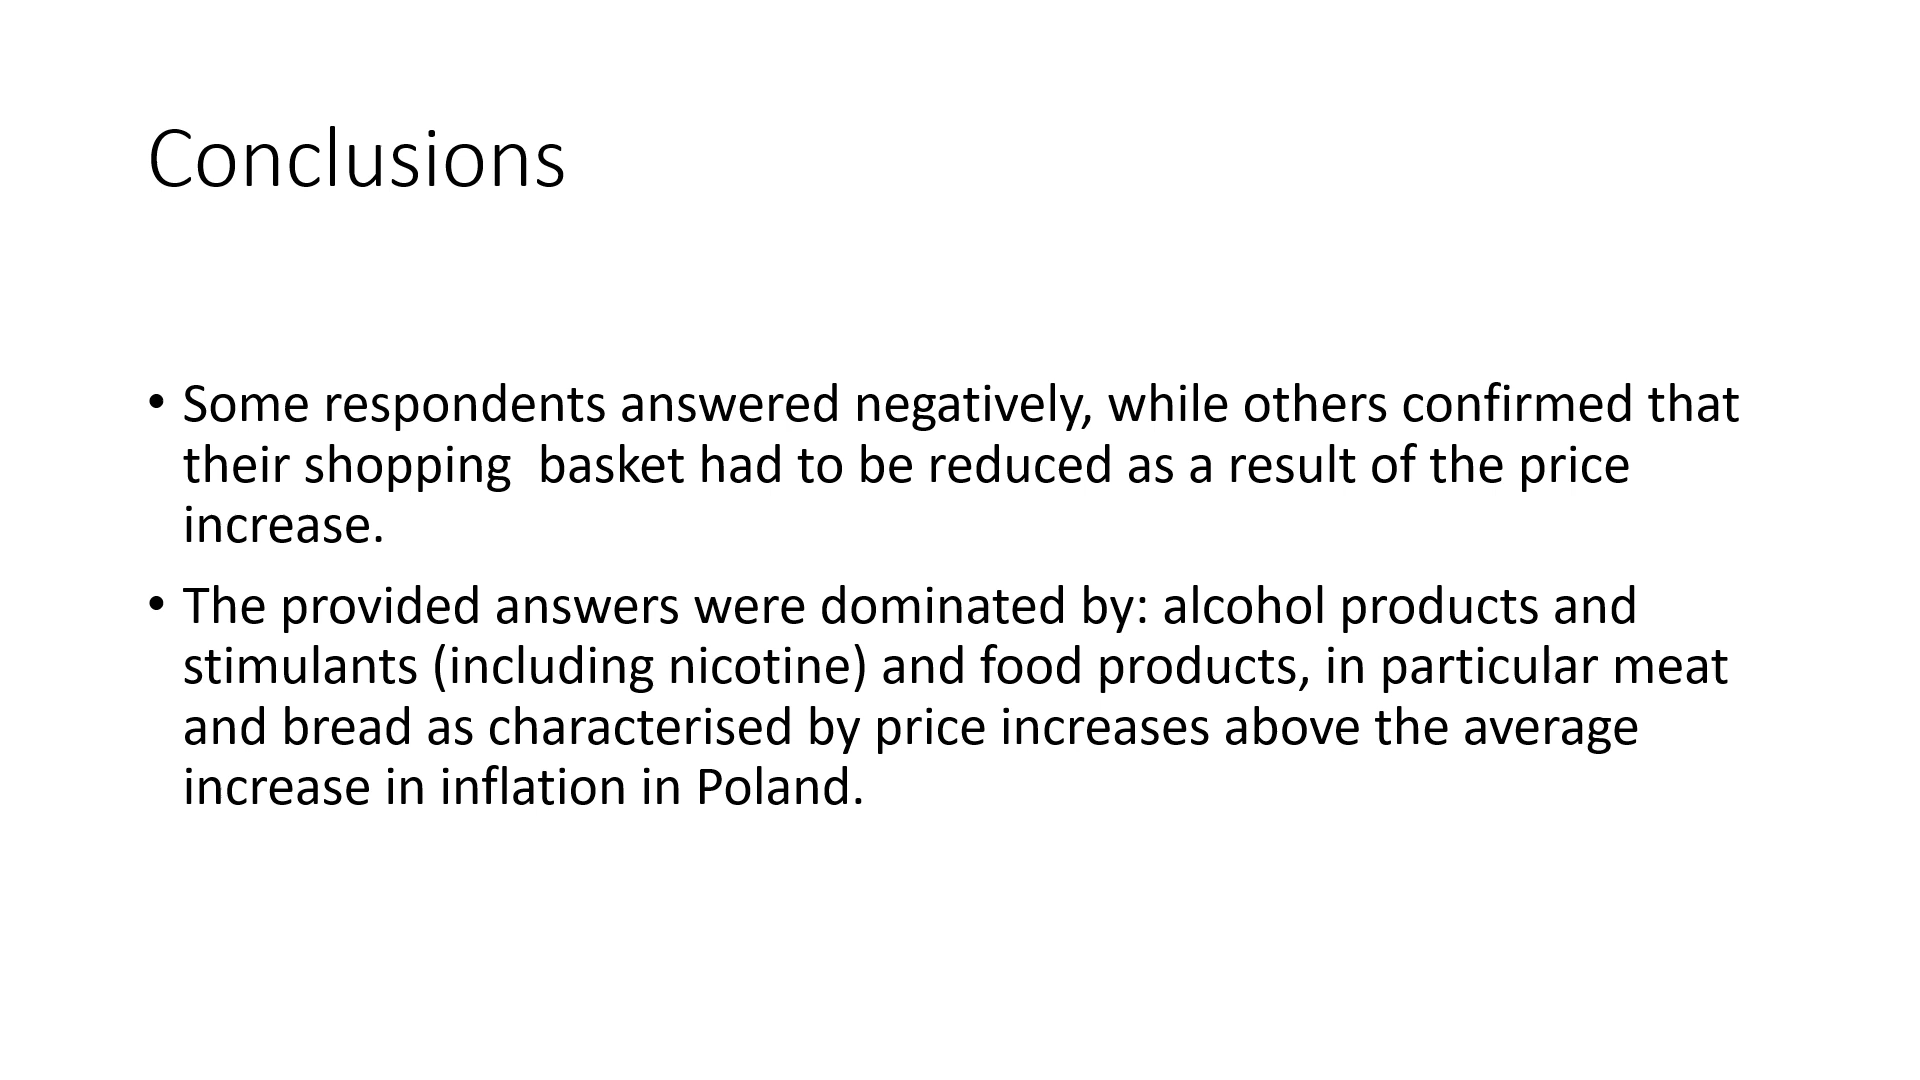 Conclusions
• Some respondents answered negatively, while others confirmed that
their shopping  basket had to be reduced as a result of the price
increase.
• The provided answers were dominated by: alcohol products and
stimulants (including nicotine) and food products, in particular meat
and bread as characterised by price increases above the average
increase in inflation in Poland.